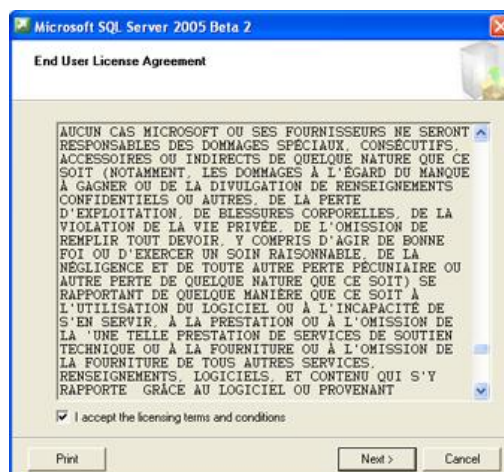 Microsoft SQL Server 2005 Beta 2
End User License Agreement
AUCUN CAS MICROSOFT OU SES FOURNISSEURS NE SERONT
RESPONSABLES DES DOMMAGES SPÉCIAUX, CONSÉCUTIFS,
ACCESSOIRES OU INDIRECTS DE QUELQUE NATURE QUE CE
SOIT (NOTAMMENT, LES DOMMAGES À L'ÉGARD DU MANQUE
À GAGNER OU DE LA DIVULGATION DE RENSEIGNEMENTS
CONFIDENTIELS OU AUTRES, DE LA PERTE
D'EXPLOITATION, DE BLESSURES CORPORELLES, DE LA
VIOLATION DE LA VIE PRIVÉE, DE L'OMISSION DE
REMPLIR TOUT DEVOIR, Y COMPRIS D'AGIR DE BONNE
FOI OU D'EXERCER UN SOIN RAISONNABLE, DE LA
NÉGLIGENCE ET DE TOUTE AUTRE PERTE PÉCUNIAIRE OU
AUTRE PERTE DE QUELQUE NATURE QUE CE SOIT) SE
RAPPORTANT DE QUELQUE MANIÈRE QUE CE SOIT À
L'UTILISATION DU LOGICIEL OU À L'INCAPACITÉ DE
S'EN SERVIR, À LA PRESTATION OU À L'OMISSION DE
LA 'UNE TELLE PRESTATION DE SERVICES DE SOUTIEN
TECHNIQUE OU À LA FOURNITURE OU À L'OMISSION DE
LA FOURNITURE DE TOUS AUTRES SERVICES,
RENSEIGNEMENTS, LOGICIELS, ET CONTENU QUI S'Y
RAPPORTE GRÂCE AU LOGICIEL OU PROVENANT
I accept the licensing terms and conditions
Print
Next >
Cancel